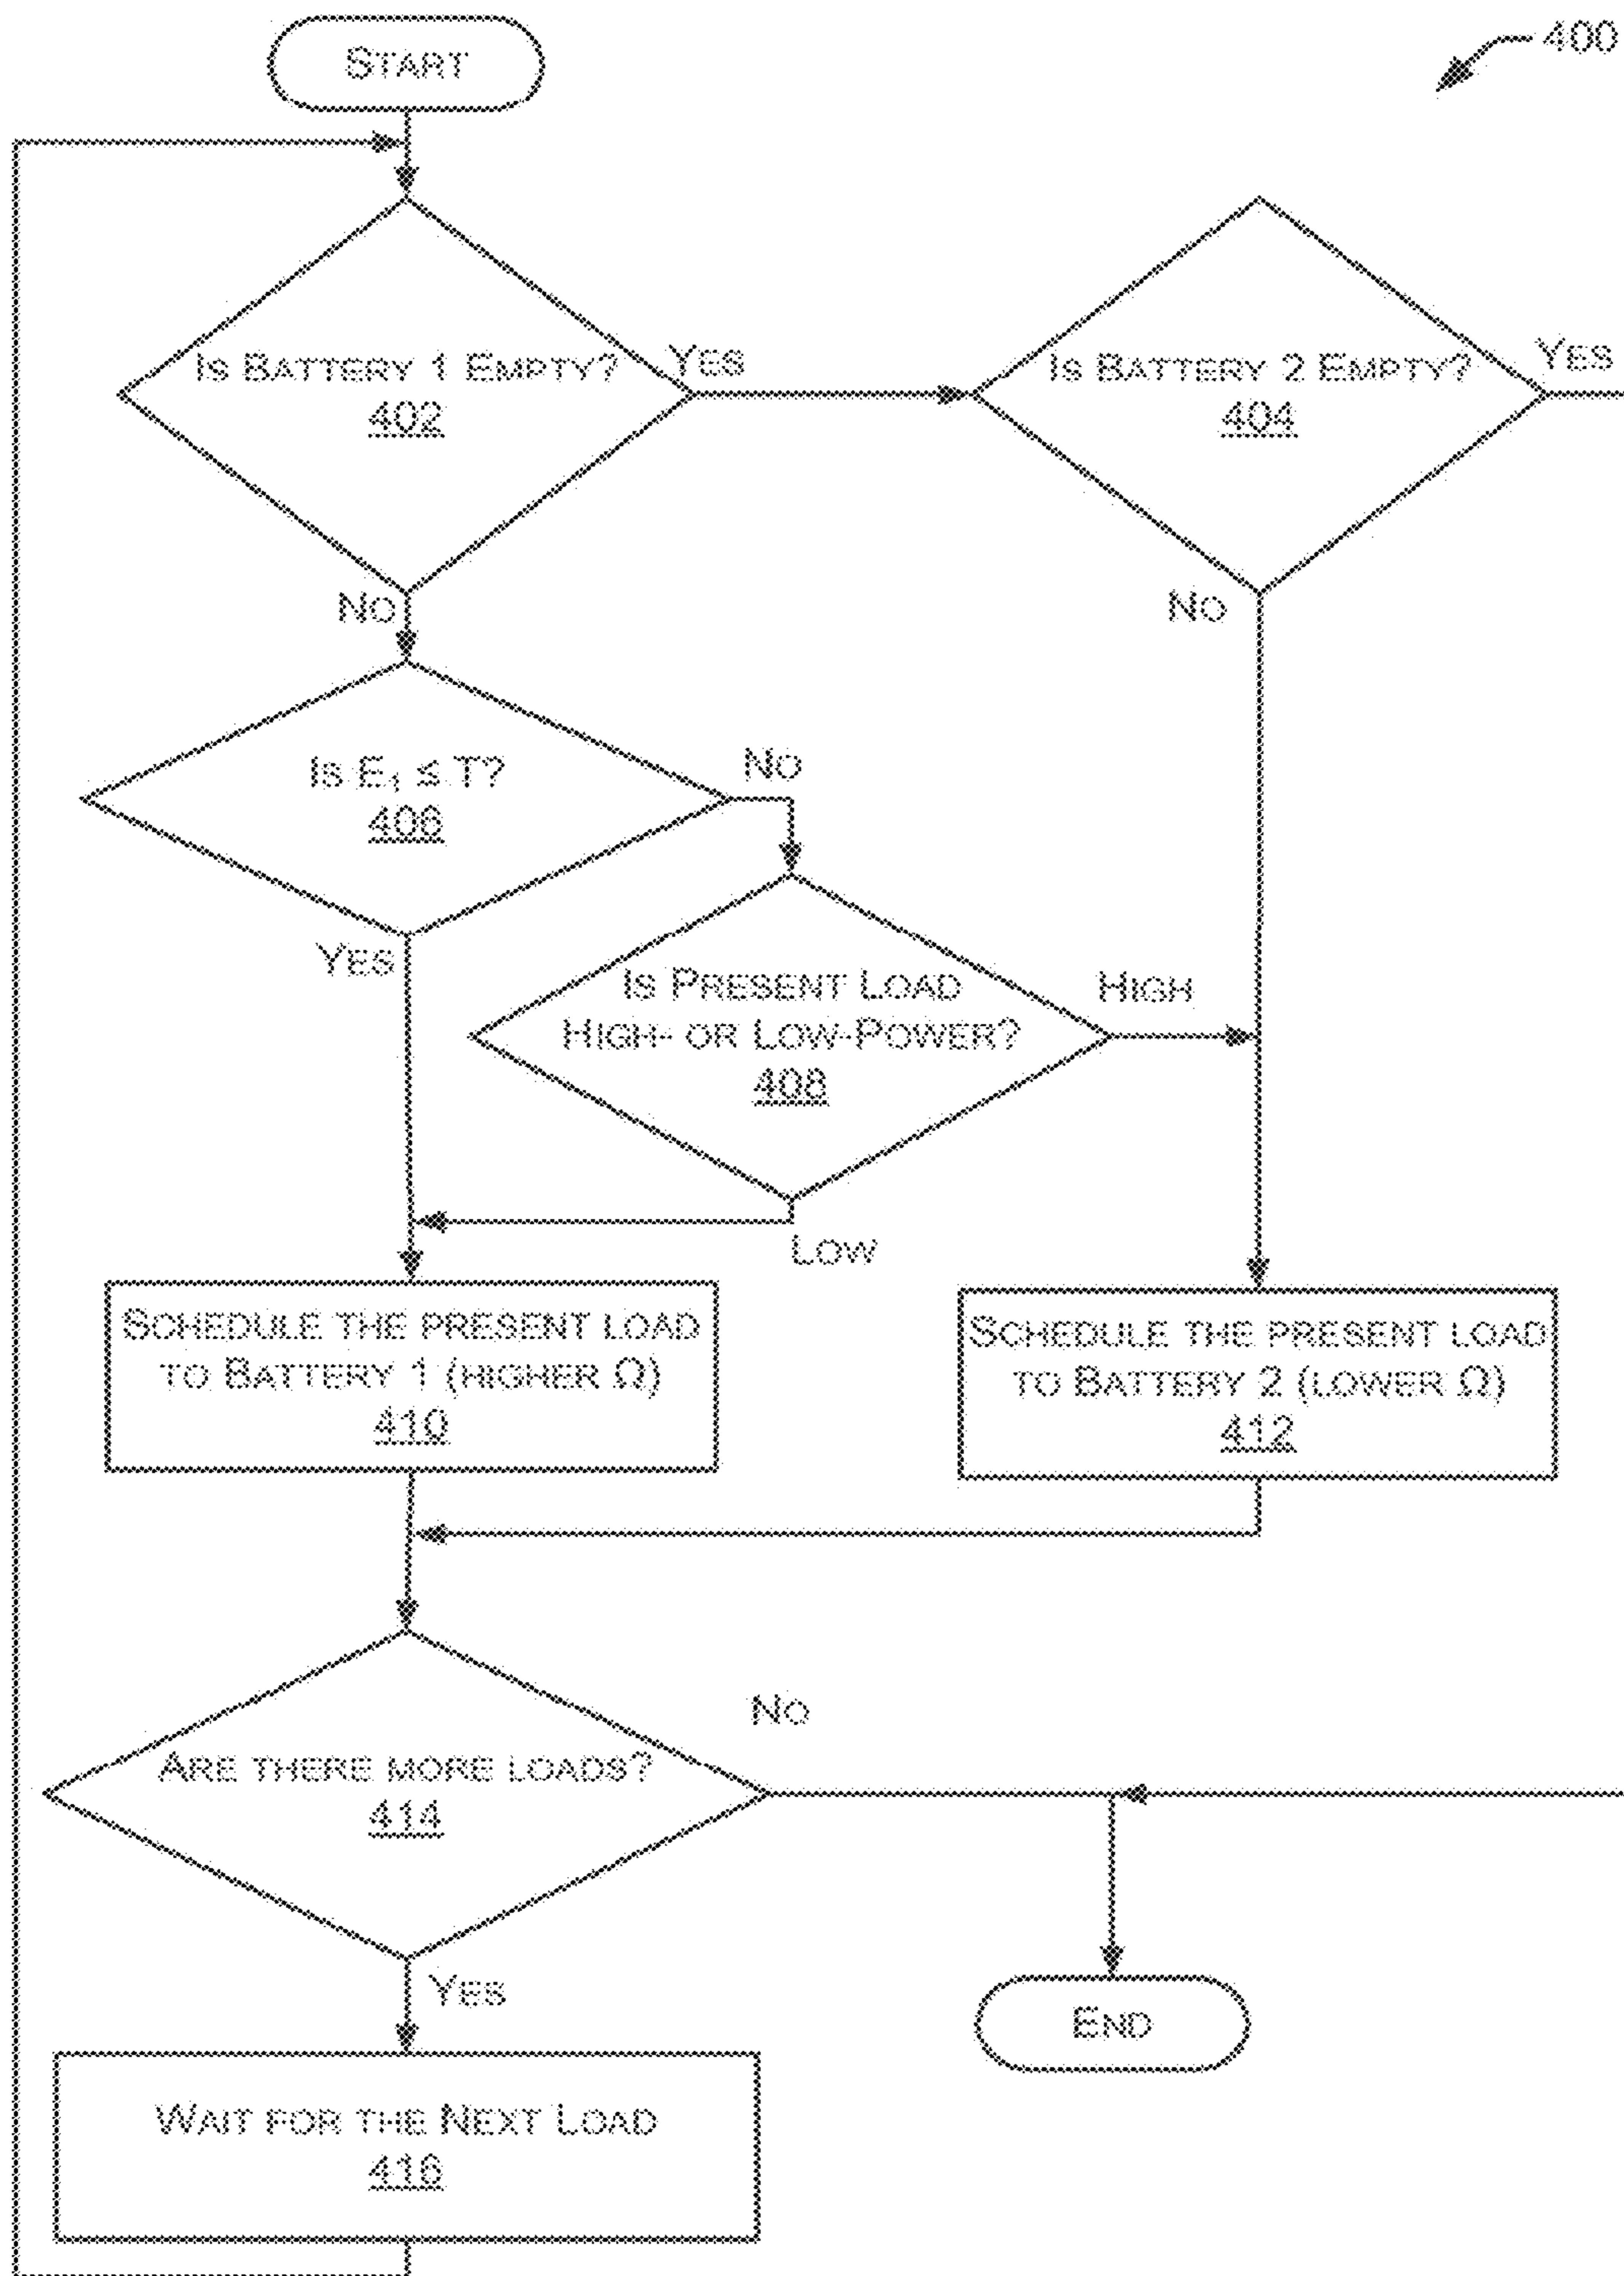 START
400
IS BATTERY 1 EMPTY?
402
YES
IS BATTERY 2 EMPTY?
404
YES
NO
NO
IS E₁ ≤ T?
406
NO
YES
IS PRESENT LOAD
HIGH- OR LOW-POWER?
408
HIGH
LOW
SCHEDULE THE PRESENT LOAD
TO BATTERY 1 (HIGHER Ω)
410
SCHEDULE THE PRESENT LOAD
TO BATTERY 2 (LOWER Ω)
412
ARE THERE MORE LOADS?
414
NO
YES
END
WAIT FOR THE NEXT LOAD
416